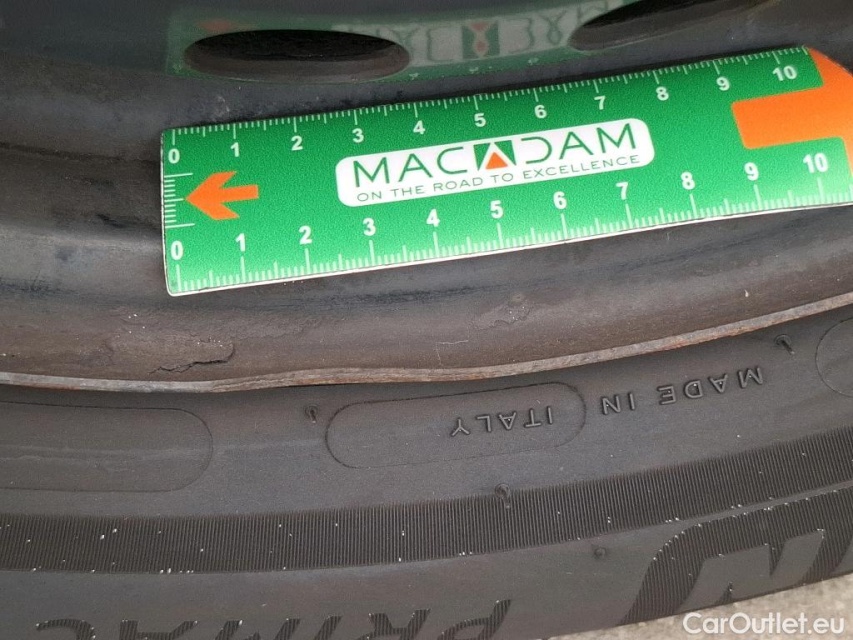 0 1 2 3 4 5 6 7 8 9 10
MACADAM
ON THE ROAD TO EXCELLENCE
0 1 2 3 4 5 6 7 8 9 10
MADE IN ITALY
CarOutlet.eu